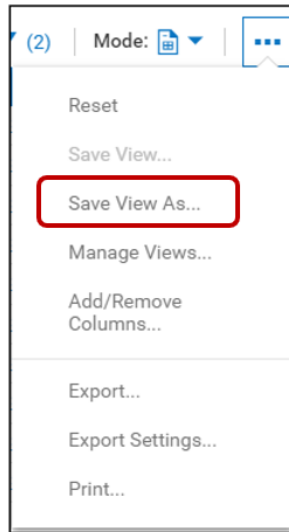 (2) Mode:
Reset
Save View...
Save View As...
Manage Views...
Add/Remove
Columns...
Export...
Export Settings...
Print...